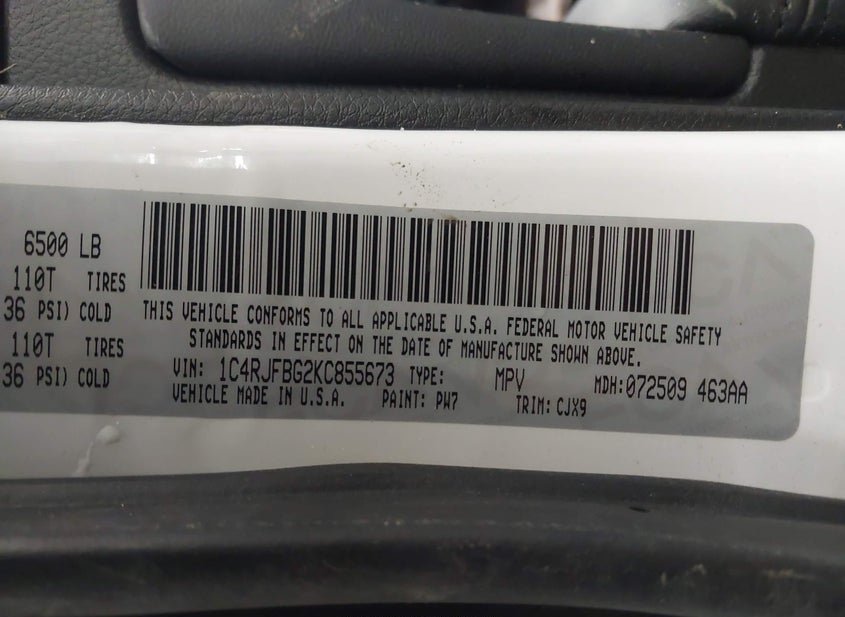 6500 LB
110T TIRES
36 PSI) COLD
110T TIRES
36 PSI) COLD
THIS VEHICLE CONFORMS TO ALL APPLICABLE U.S.A. FEDERAL MOTOR VEHICLE SAFETY
STANDARDS IN EFFECT ON THE DATE OF MANUFACTURE SHOWN ABOVE.
VIN: 1C4RJFBG2KC855673 TYPE: MPV MDH:072509 463AA
VEHICLE MADE IN U.S.A. PAINT: PW7 TRIM: CJX9